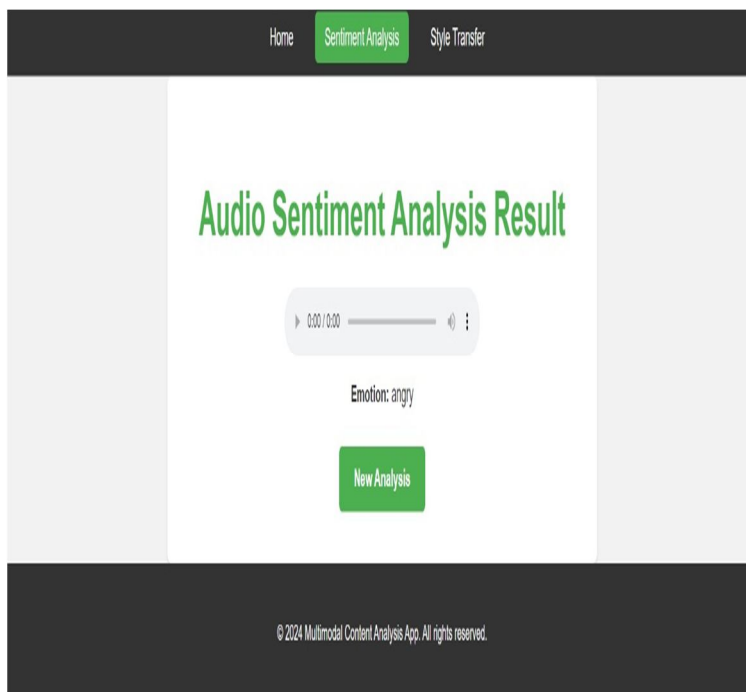 Home Sentiment Analysis Style Transfer
Audio Sentiment Analysis Result
0:00 / 0:00
Emotion: angry
New Analysis
© 2024 Multimodal Content Analysis App. All rights reserved.